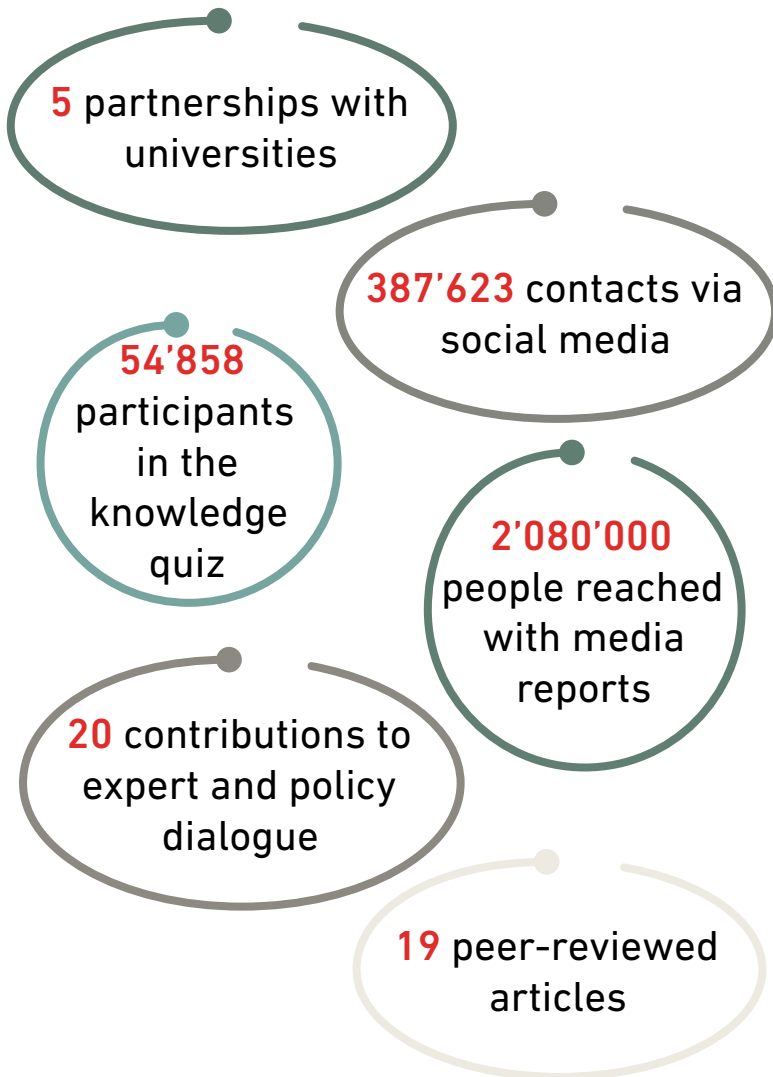 5 partnerships with
universities
387’623 contacts via
social media
54’858
participants
in the
knowledge
quiz
2’080’000
people reached
with media
reports
20 contributions to
expert and policy
dialogue
19 peer-reviewed
articles